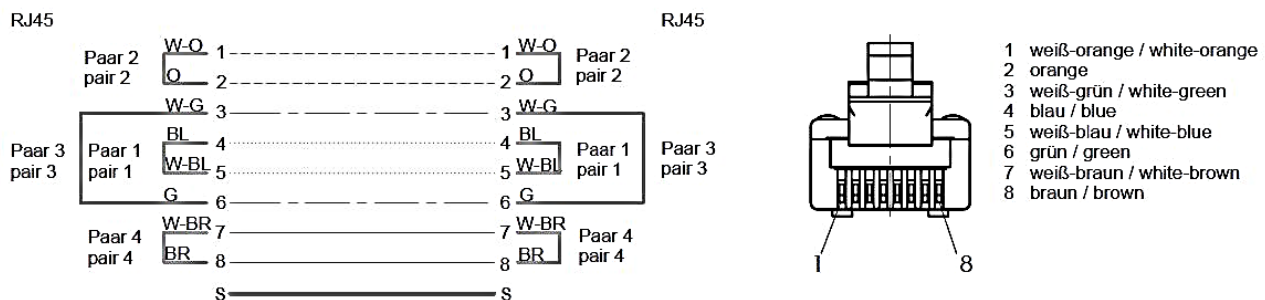 RJ45 RJ45
W-O 1 1 W-O
Paar 2 Paar 2
pair 2 pair 2
O 2 2 O
W-G 3 3 W-G
BL 4 4 BL
Paar 3 Paar 1 Paar 1 Paar 3
pair 3 pair 1 pair 1 pair 3
W-BL 5 5 W-BL
G 6 6 G
W-BR 7 7 W-BR
Paar 4 Paar 4
pair 4 pair 4
BR 8 8 BR
S S
1 8
1 weiß-orange / white-orange
2 orange
3 weiß-grün / white-green
4 blau / blue
5 weiß-blau / white-blue
6 grün / green
7 weiß-braun / white-brown
8 braun / brown